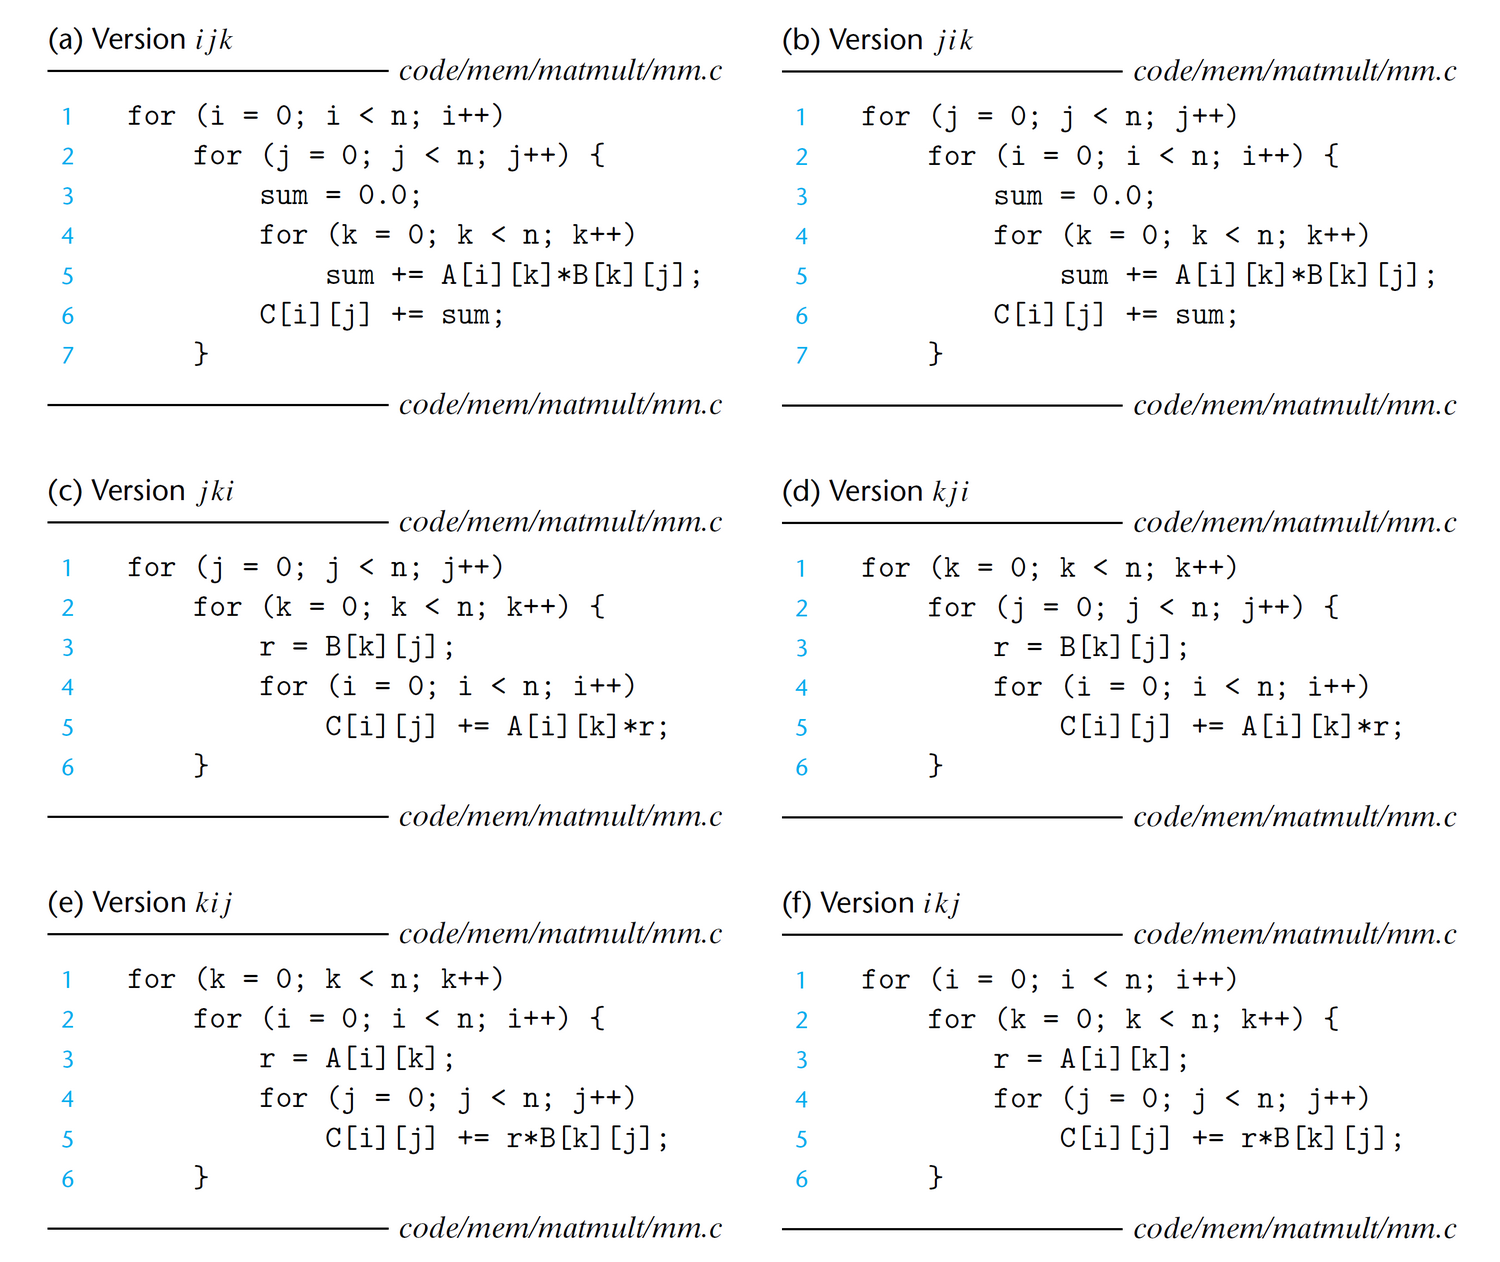 (a) Version ijk
code/mem/matmult/mm.c
1 for (i = 0; i < n; i++)
2 for (j = 0; j < n; j++) {
3 sum = 0.0;
4 for (k = 0; k < n; k++)
5 sum += A[i][k]*B[k][j];
6 C[i][j] += sum;
7 }
code/mem/matmult/mm.c
(b) Version jik
code/mem/matmult/mm.c
1 for (j = 0; j < n; j++)
2 for (i = 0; i < n; i++) {
3 sum = 0.0;
4 for (k = 0; k < n; k++)
5 sum += A[i][k]*B[k][j];
6 C[i][j] += sum;
7 }
code/mem/matmult/mm.c
(c) Version jki
code/mem/matmult/mm.c
1 for (j = 0; j < n; j++)
2 for (k = 0; k < n; k++) {
3 r = B[k][j];
4 for (i = 0; i < n; i++)
5 C[i][j] += A[i][k]*r;
6 }
code/mem/matmult/mm.c
(d) Version kji
code/mem/matmult/mm.c
1 for (k = 0; k < n; k++)
2 for (j = 0; j < n; j++) {
3 r = B[k][j];
4 for (i = 0; i < n; i++)
5 C[i][j] += A[i][k]*r;
6 }
code/mem/matmult/mm.c
(e) Version kij
code/mem/matmult/mm.c
1 for (k = 0; k < n; k++)
2 for (i = 0; i < n; i++) {
3 r = A[i][k];
4 for (j = 0; j < n; j++)
5 C[i][j] += r*B[k][j];
6 }
code/mem/matmult/mm.c
(f) Version ikj
code/mem/matmult/mm.c
1 for (i = 0; i < n; i++)
2 for (k = 0; k < n; k++) {
3 r = A[i][k];
4 for (j = 0; j < n; j++)
5 C[i][j] += r*B[k][j];
6 }
code/mem/matmult/mm.c